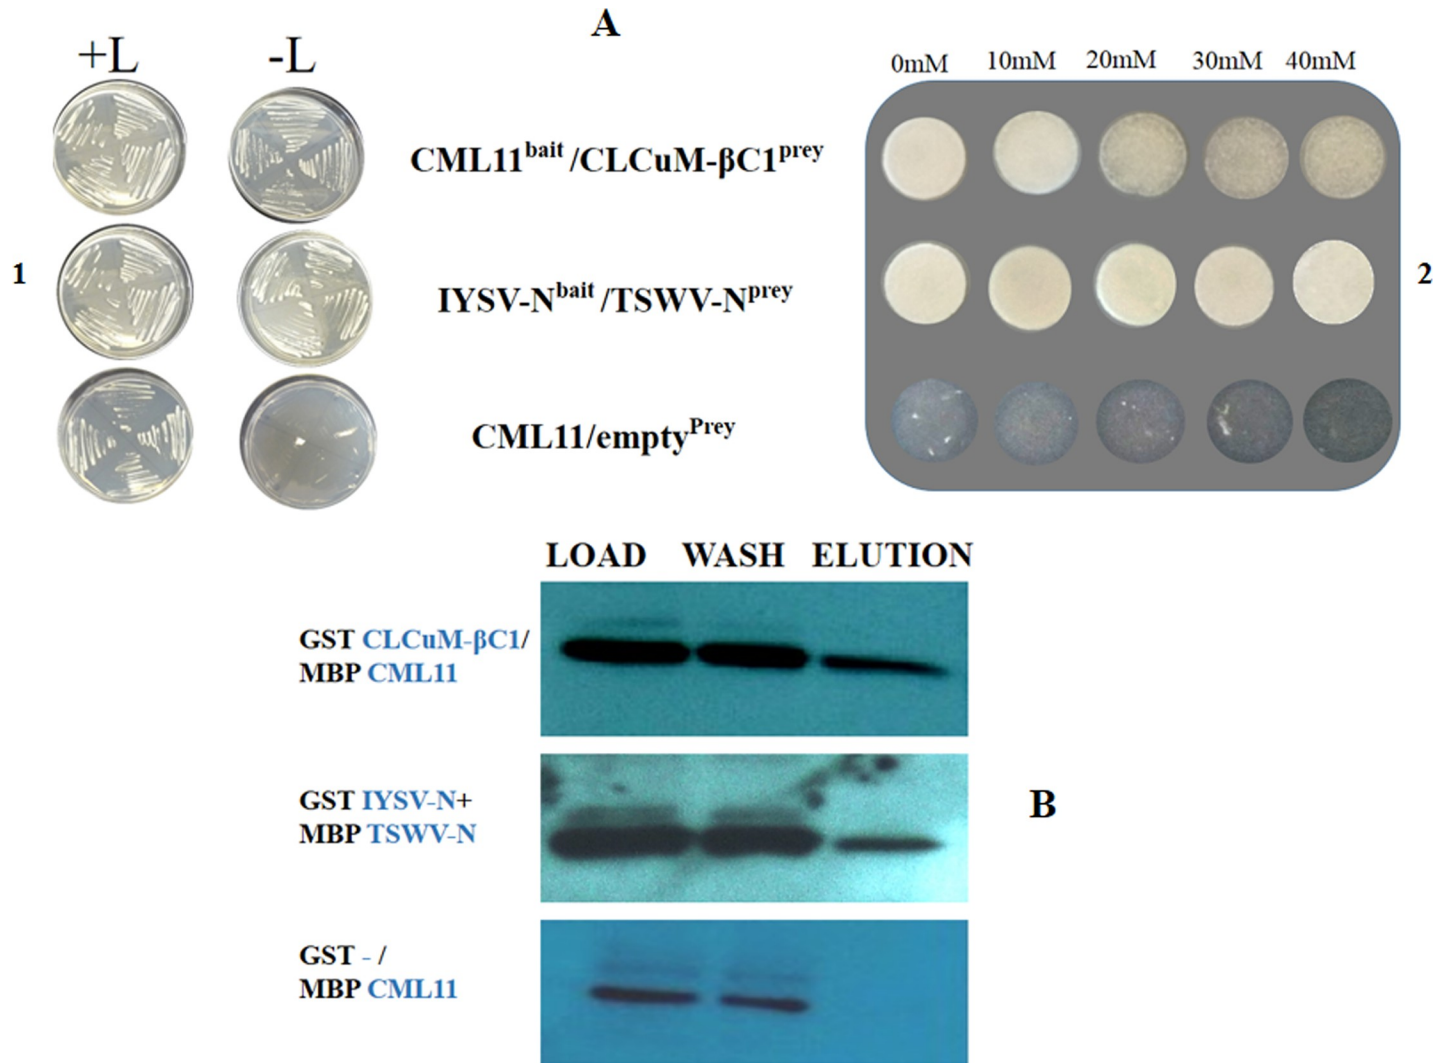 A
+L -L
0mM 10mM 20mM 30mM 40mM
CML11bait /CLCuM-βC1prey
1
IYSV-Nbait /TSWV-Nprey
2
CML11/emptyPrey
LOAD WASH ELUTION
GST CLCuM-βC1/
MBP CML11
GST IYSV-N+
MBP TSWV-N
B
GST - /
MBP CML11